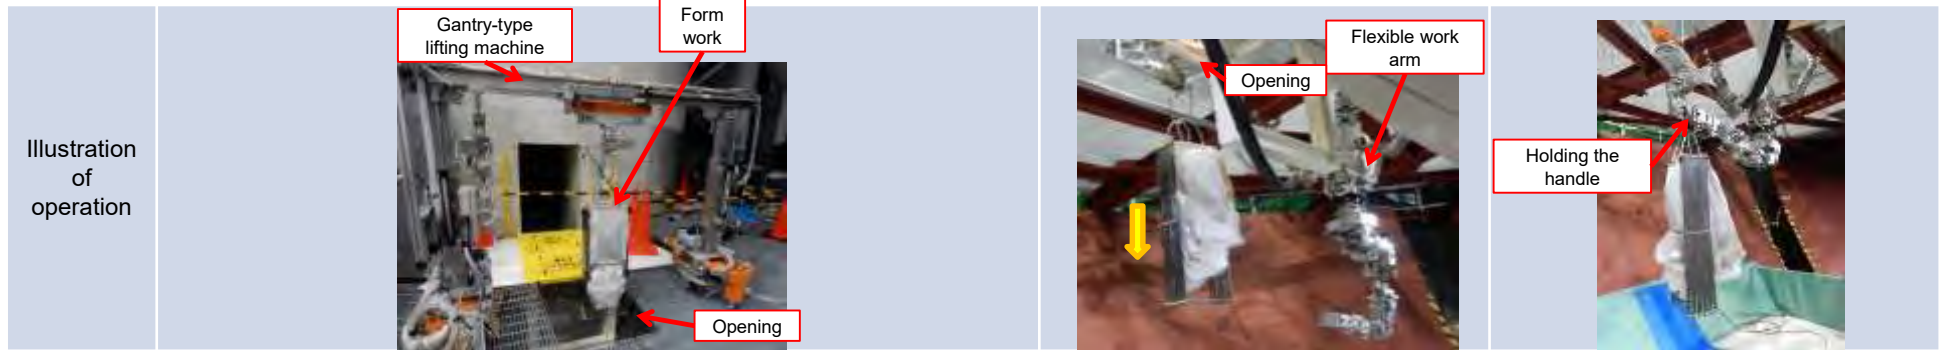 Illustration
of
operation
Gantry-type
lifting machine
Form
work
Opening
Opening
Flexible work
arm
Holding the
handle